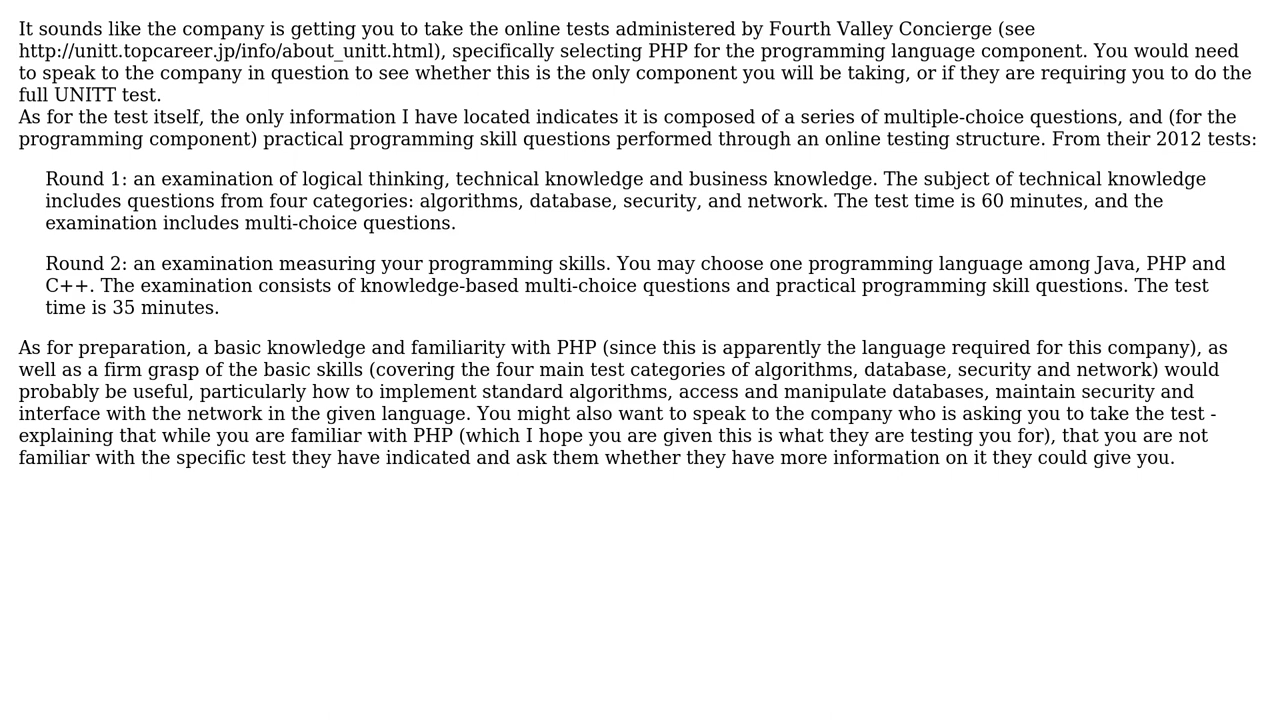 It sounds like the company is getting you to take the online tests administered by Fourth Valley Concierge (see
http://unitt.topcareer.jp/info/about_unitt.html), specifically selecting PHP for the programming language component. You would need
to speak to the company in question to see whether this is the only component you will be taking, or if they are requiring you to do the
full UNITT test.
As for the test itself, the only information I have located indicates it is composed of a series of multiple-choice questions, and (for the
programming component) practical programming skill questions performed through an online testing structure. From their 2012 tests:
Round 1: an examination of logical thinking, technical knowledge and business knowledge. The subject of technical knowledge
includes questions from four categories: algorithms, database, security, and network. The test time is 60 minutes, and the
examination includes multi-choice questions.
Round 2: an examination measuring your programming skills. You may choose one programming language among Java, PHP and
C++. The examination consists of knowledge-based multi-choice questions and practical programming skill questions. The test
time is 35 minutes.
As for preparation, a basic knowledge and familiarity with PHP (since this is apparently the language required for this company), as
well as a firm grasp of the basic skills (covering the four main test categories of algorithms, database, security and network) would
probably be useful, particularly how to implement standard algorithms, access and manipulate databases, maintain security and
interface with the network in the given language. You might also want to speak to the company who is asking you to take the test -
explaining that while you are familiar with PHP (which I hope you are given this is what they are testing you for), that you are not
familiar with the specific test they have indicated and ask them whether they have more information on it they could give you.